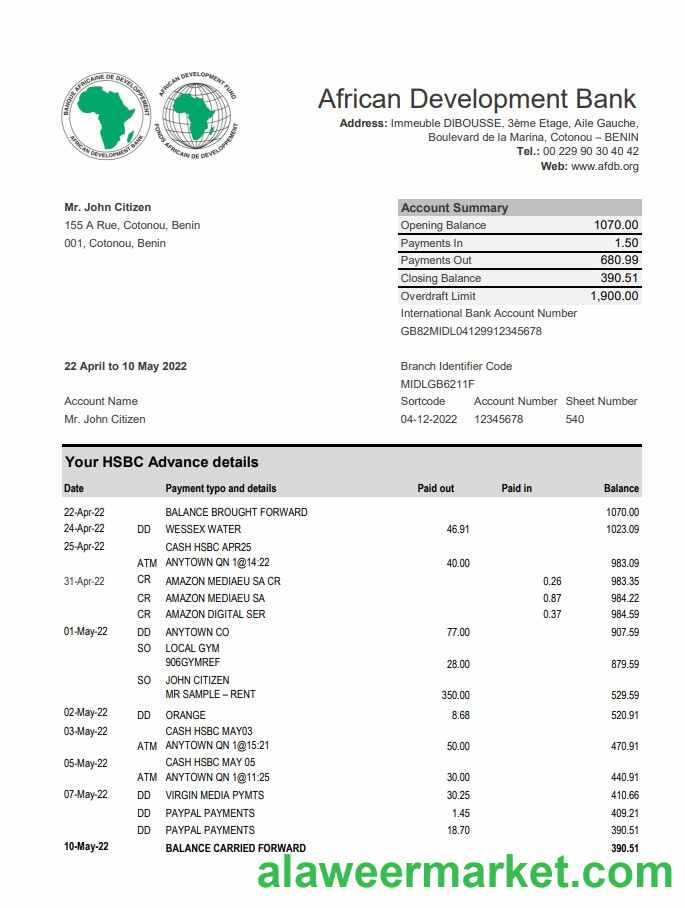 BANQUE AFRICAINE DE DEVELOPPEMENT
AFRICAN DEVELOPMENT BANK
AFRICAN DEVELOPMENT FUND
FONDS AFRICAIN DE DEVELOPPEMENT
African Development Bank
Address: Immeuble DIBOUSSE, 3ème Etage, Aile Gauche,
Boulevard de la Marina, Cotonou – BENIN
Tel.: 00 229 90 30 40 42
Web: www.afdb.org
Mr. John Citizen
155 A Rue, Cotonou, Benin
001, Cotonou, Benin
Account Summary
Opening Balance 1070.00
Payments In 1.50
Payments Out 680.99
Closing Balance 390.51
Overdraft Limit 1,900.00
International Bank Account Number
GB82MIDL04129912345678
22 April to 10 May 2022 Branch Identifier Code
MIDLGB6211F
Account Name Sortcode Account Number Sheet Number
Mr. John Citizen 04-12-2022 12345678 540
Your HSBC Advance details
Date Payment typo and details Paid out Paid in Balance
22-Apr-22 BALANCE BROUGHT FORWARD 1070.00
24-Apr-22 DD WESSEX WATER 46.91 1023.09
25-Apr-22 CASH HSBC APR25
ATM ANYTOWN QN 1@14:22 40.00 983.09
31-Apr-22 CR AMAZON MEDIAEU SA CR 0.26 983.35
CR AMAZON MEDIAEU SA 0.87 984.22
CR AMAZON DIGITAL SER 0.37 984.59
01-May-22 DD ANYTOWN CO 77.00 907.59
SO LOCAL GYM
906GYMREF 28.00 879.59
SO JOHN CITIZEN
MR SAMPLE – RENT 350.00 529.59
02-May-22 DD ORANGE 8.68 520.91
03-May-22 CASH HSBC MAY03
ATM ANYTOWN QN 1@15:21 50.00 470.91
05-May-22 CASH HSBC MAY 05
ATM ANYTOWN QN 1@11:25 30.00 440.91
07-May-22 DD VIRGIN MEDIA PYMTS 30.25 410.66
DD PAYPAL PAYMENTS 1.45 409.21
DD PAYPAL PAYMENTS 18.70 390.51
10-May-22 BALANCE CARRIED FORWARD 390.51
alaweermarket.com